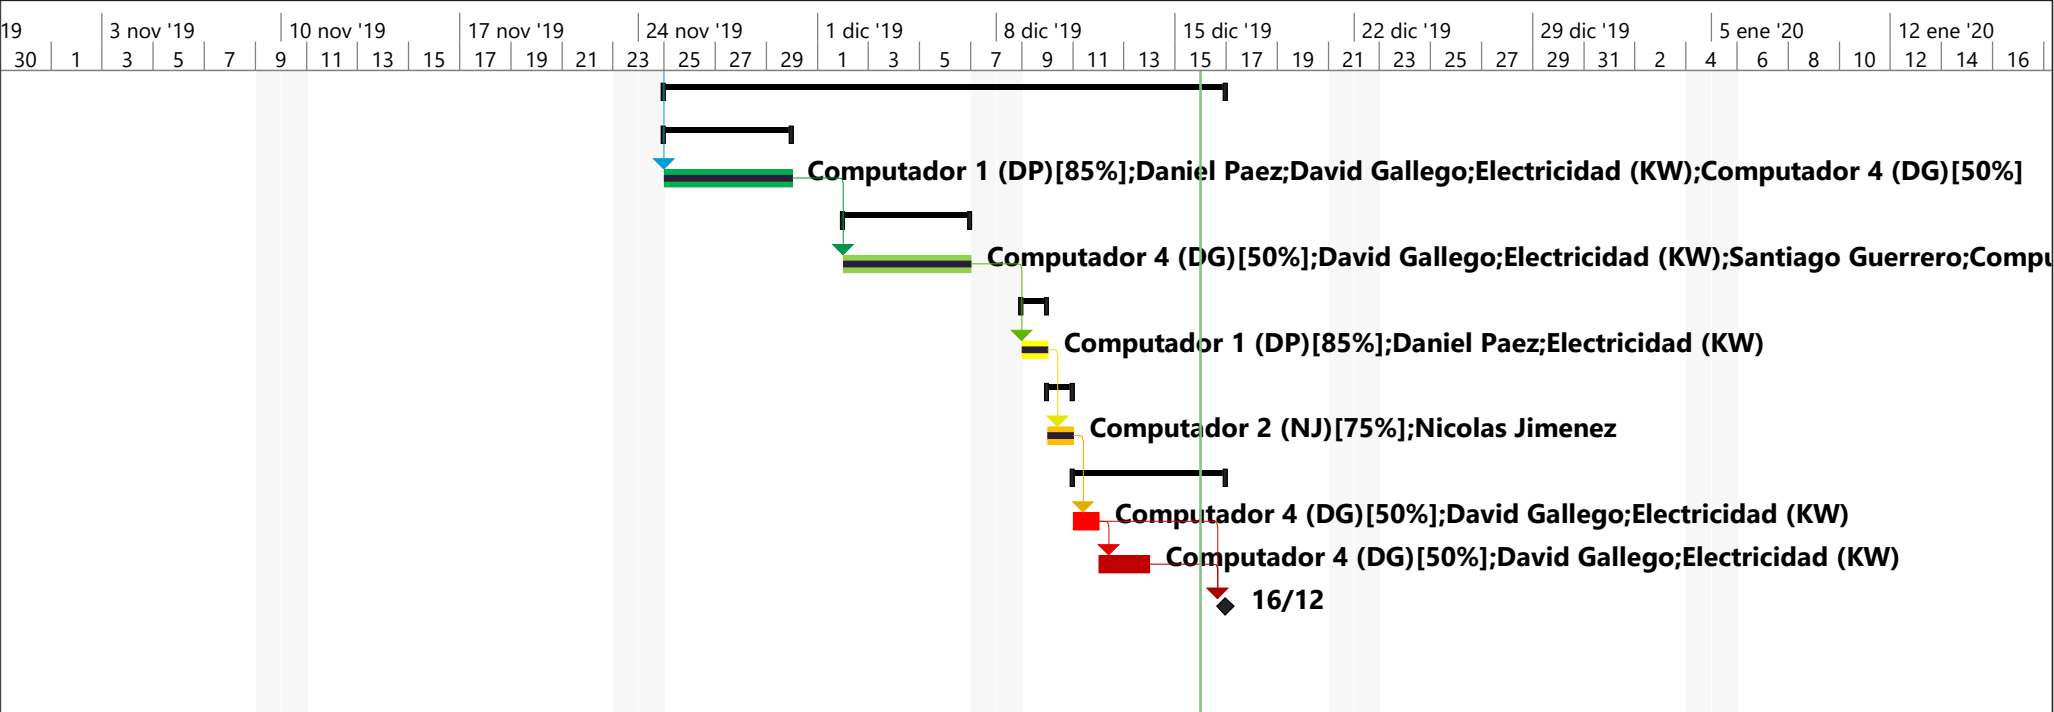 19 3 nov '19 10 nov '19 17 nov '19 24 nov '19 1 dic '19 8 dic '19 15 dic '19 22 dic '19 29 dic '19 5 ene '20 12 ene '20
30 1 3 5 7 9 11 13 15 17 19 21 23 25 27 29 1 3 5 7 9 11 13 15 17 19 21 23 25 27 29 31 2 4 6 8 10 12 14 16
Computador 1 (DP)[85%];Daniel Paez;David Gallego;Electricidad (KW);Computador 4 (DG)[50%]
Computador 4 (DG)[50%];David Gallego;Electricidad (KW);Santiago Guerrero;Compu
Computador 1 (DP)[85%];Daniel Paez;Electricidad (KW)
Computador 2 (NJ)[75%];Nicolas Jimenez
Computador 4 (DG)[50%];David Gallego;Electricidad (KW)
Computador 4 (DG)[50%];David Gallego;Electricidad (KW)
16/12